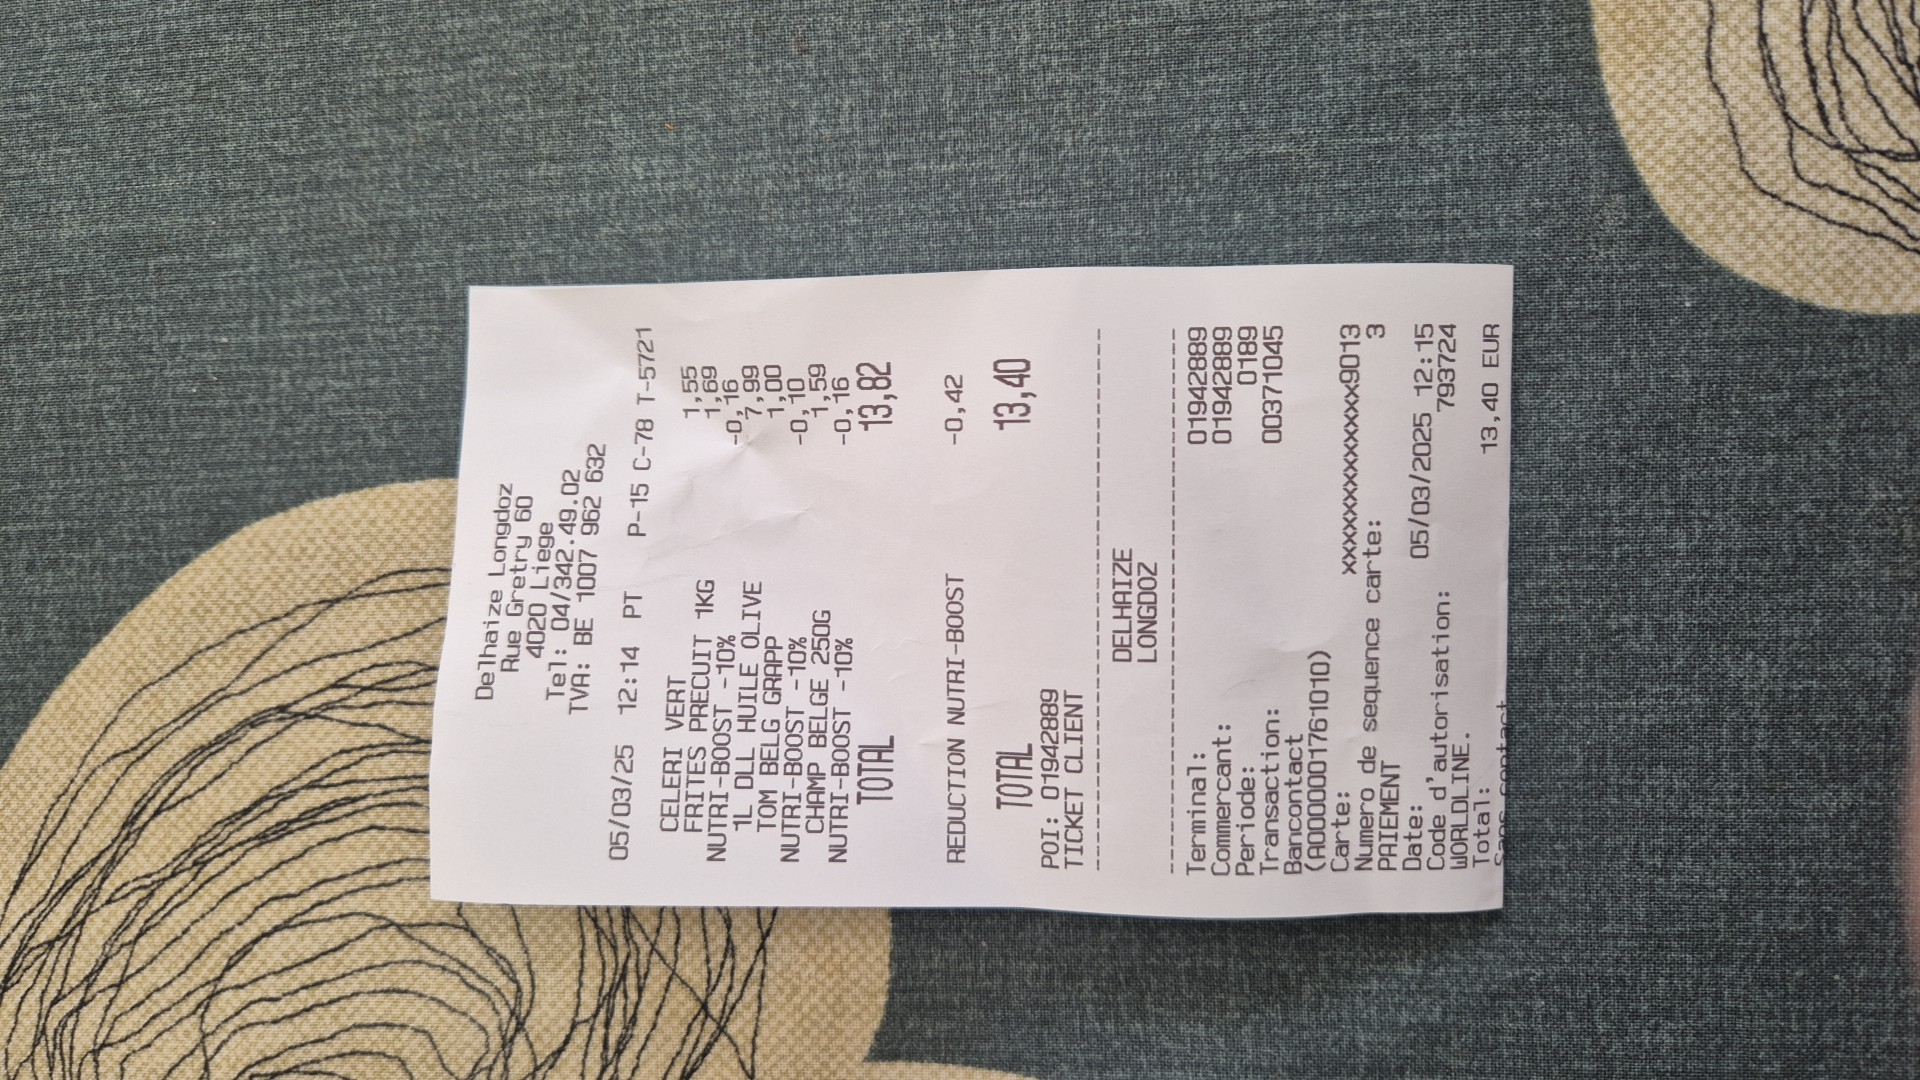 Delhaize Longdoz
Rue Gretry 60
4020 Liege
Tel: 04/342.49.02
TVA: BE 1007 962 632
05/03/25 12:14 PT P-15 C-78 T-5721
CELERI VERT 1,55
FRITES PRECUIT 1KG 1,69
NUTRI-BOOST -10% -0,16
1L DLL HUILE OLIVE 7,99
TOM BELG GRAPP 1,00
NUTRI-BOOST -10% -0,10
CHAMP BELGE 250G 1,59
NUTRI-BOOST -10% -0,16
TOTAL 13,82
REDUCTION NUTRI-BOOST -0,42
TOTAL 13,40
POI: 01942889
TICKET CLIENT
--------------------------------
DELHAIZE
LONGDOZ
--------------------------------
Terminal: 01942889
Commercant: 01942889
Periode: 0189
Transaction: 00371045
Bancontact
(A0000001761010)
Carte: xxxxxxxxxxxxxxx9013
Numero de sequence carte: 3
PAIEMENT
Date: 05/03/2025 12:15
Code d'autorisation: 793724
WORLDLINE.
Total: 13,40 EUR
Sans contact